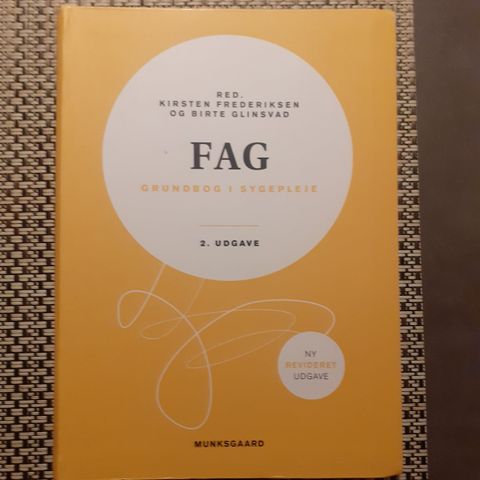 RED.
KIRSTEN FREDERIKSEN
OG BIRTE GLINSVAD
FAG
GRUNDBOG I SYGEPLEJE
2. UDGAVE
NY
REVIDERET
UDGAVE
MUNKSGAARD